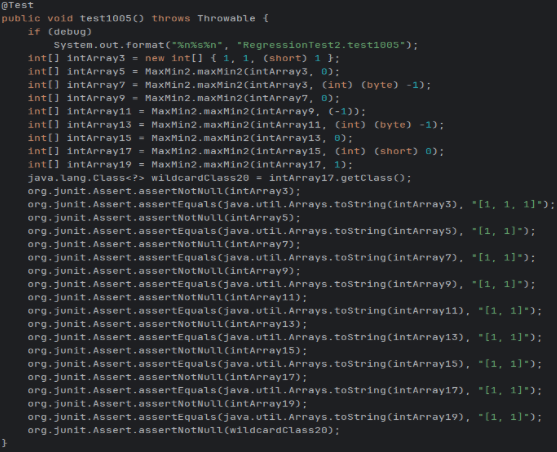 @Test
public void test1005() throws Throwable {
    if (debug)
        System.out.format("%n%s%n", "RegressionTest2.test1005");
    int[] intArray3 = new int[] { 1, 1, (short) 1 };
    int[] intArray5 = MaxMin2.maxMin2(intArray3, 0);
    int[] intArray7 = MaxMin2.maxMin2(intArray3, (int) (byte) -1);
    int[] intArray9 = MaxMin2.maxMin2(intArray7, 0);
    int[] intArray11 = MaxMin2.maxMin2(intArray9, (-1));
    int[] intArray13 = MaxMin2.maxMin2(intArray11, (int) (byte) -1);
    int[] intArray15 = MaxMin2.maxMin2(intArray13, 0);
    int[] intArray17 = MaxMin2.maxMin2(intArray15, (int) (short) 0);
    int[] intArray19 = MaxMin2.maxMin2(intArray17, 1);
    java.lang.Class<?> wildcardClass20 = intArray17.getClass();
    org.junit.Assert.assertNotNull(intArray3);
    org.junit.Assert.assertEquals(java.util.Arrays.toString(intArray3), "[1, 1, 1]");
    org.junit.Assert.assertNotNull(intArray5);
    org.junit.Assert.assertEquals(java.util.Arrays.toString(intArray5), "[1, 1]");
    org.junit.Assert.assertNotNull(intArray7);
    org.junit.Assert.assertEquals(java.util.Arrays.toString(intArray7), "[1, 1]");
    org.junit.Assert.assertNotNull(intArray9);
    org.junit.Assert.assertEquals(java.util.Arrays.toString(intArray9), "[1, 1]");
    org.junit.Assert.assertNotNull(intArray11);
    org.junit.Assert.assertEquals(java.util.Arrays.toString(intArray11), "[1, 1]");
    org.junit.Assert.assertNotNull(intArray13);
    org.junit.Assert.assertEquals(java.util.Arrays.toString(intArray13), "[1, 1]");
    org.junit.Assert.assertNotNull(intArray15);
    org.junit.Assert.assertEquals(java.util.Arrays.toString(intArray15), "[1, 1]");
    org.junit.Assert.assertNotNull(intArray17);
    org.junit.Assert.assertEquals(java.util.Arrays.toString(intArray17), "[1, 1]");
    org.junit.Assert.assertNotNull(intArray19);
    org.junit.Assert.assertEquals(java.util.Arrays.toString(intArray19), "[1, 1]");
    org.junit.Assert.assertNotNull(wildcardClass20);
}